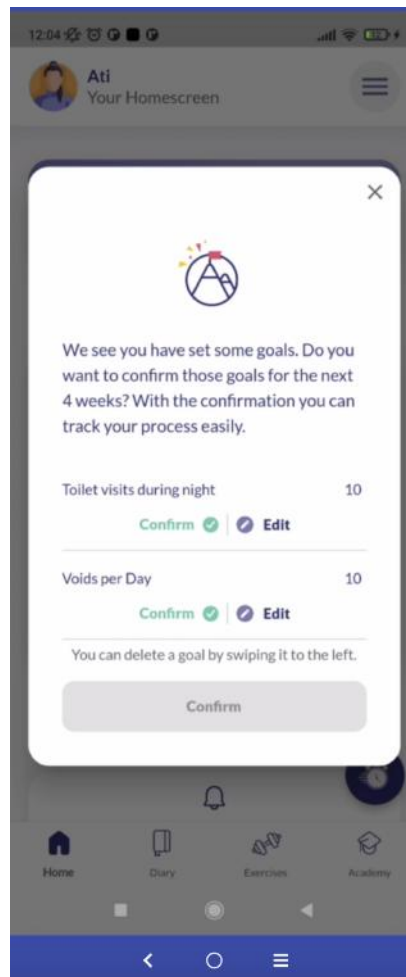 12:04
Ati
Your Homescreen
We see you have set some goals. Do you
want to confirm those goals for the next
4 weeks? With the confirmation you can
track your process easily.
Toilet visits during night 10
Confirm Edit
Voids per Day 10
Confirm Edit
You can delete a goal by swiping it to the left.
Confirm
Home Diary Exercises Academy